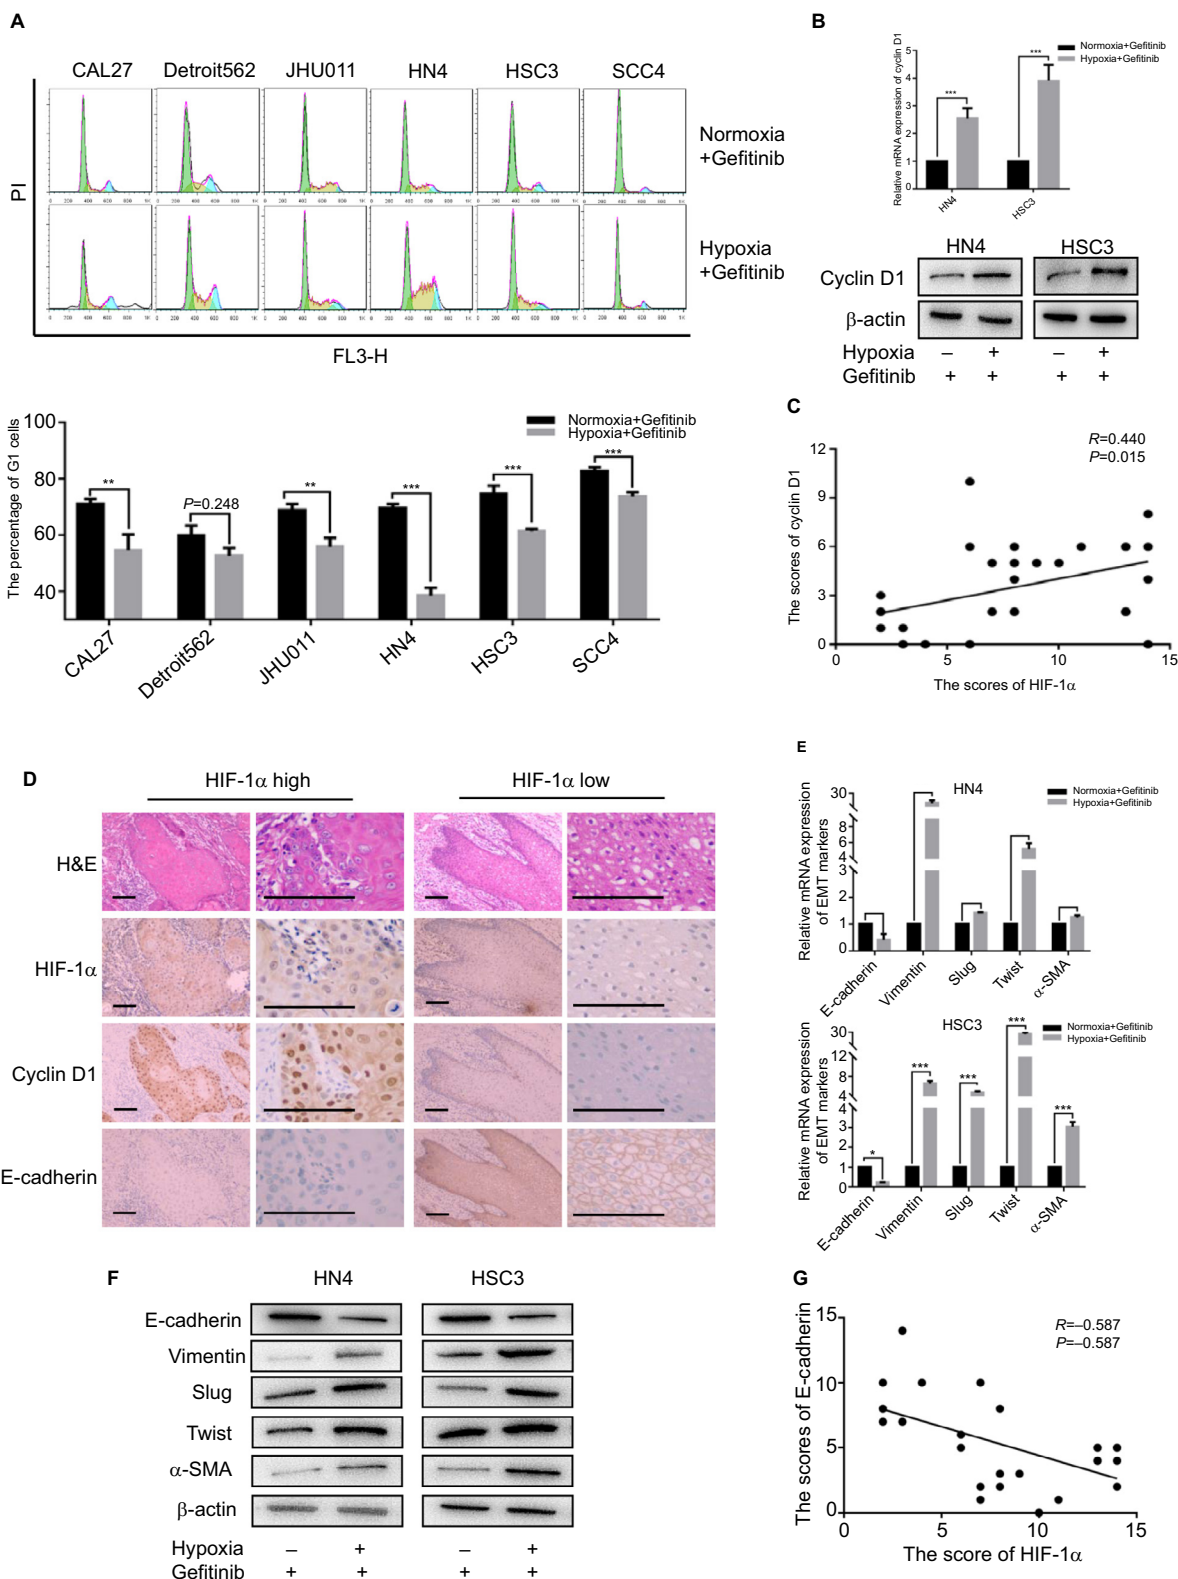 A
CAL27 Detroit562 JHU011 HN4 HSC3 SCC4
PI
Normoxia
+Gefitinib
Hypoxia
+Gefitinib
FL3-H
The percentage of G1 cells
100
80
60
40
Normoxia+Gefitinib
Hypoxia+Gefitinib
** P=0.248 ** *** *** ***
CAL27 Detroit562 JHU011 HN4 HSC3 SCC4
B
Relative mRNA expression of cyclin D1
5
4
3
2
1
0
Normoxia+Gefitinib
Hypoxia+Gefitinib
*** ***
HN4 HSC3
HN4 HSC3
Cyclin D1
β-actin
Hypoxia – + – +
Gefitinib + + + +
C
R=0.440
P=0.015
The scores of cyclin D1
12
9
6
3
0
0 5 10 15
The scores of HIF-1α
D
HIF-1α high HIF-1α low
H&E
HIF-1α
Cyclin D1
E-cadherin
E
HN4
Normoxia+Gefitinib
Hypoxia+Gefitinib
Relative mRNA expression
of EMT markers
30
8
6
4
3
2
1
0
E-cadherin Vimentin Slug Twist α-SMA
HSC3
Normoxia+Gefitinib
Hypoxia+Gefitinib
Relative mRNA expression
of EMT markers
30
12
8
4
4
3
2
1
0
* *** *** *** ***
E-cadherin Vimentin Slug Twist α-SMA
F
HN4 HSC3
E-cadherin
Vimentin
Slug
Twist
α-SMA
β-actin
Hypoxia – + – +
Gefitinib + + + +
G
R=–0.587
P=–0.587
The scores of E-cadherin
15
10
5
0
0 5 10 15
The score of HIF-1α